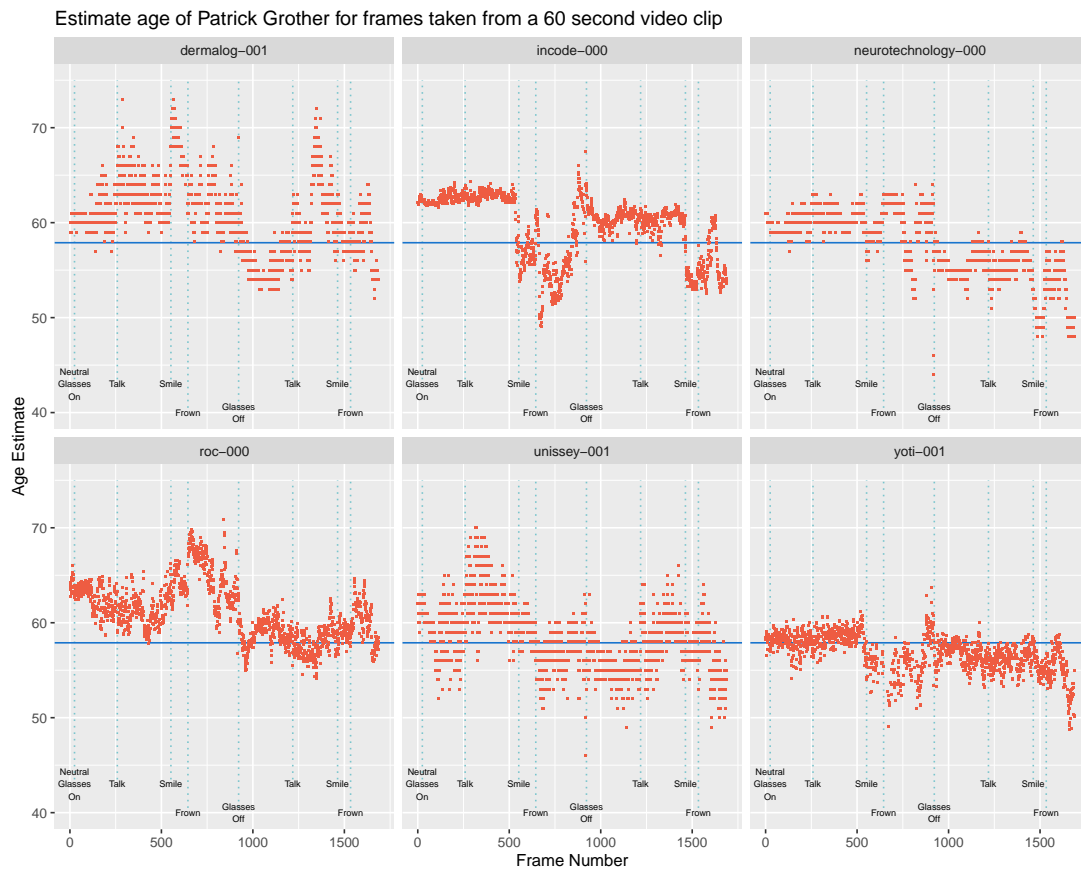 Estimate age of Patrick Grother for frames taken from a 60 second video clip
dermalog−001
incode−000
neurotechnology−000
70
60
50
40
Neutral
Glasses
On
Talk
Smile
Frown
Glasses
Off
Talk
Smile
Frown
Neutral
Glasses
On
Talk
Smile
Frown
Glasses
Off
Talk
Smile
Frown
Neutral
Glasses
On
Talk
Smile
Frown
Glasses
Off
Talk
Smile
Frown
Age Estimate
roc−000
unissey−001
yoti−001
70
60
50
40
Neutral
Glasses
On
Talk
Smile
Frown
Glasses
Off
Talk
Smile
Frown
Neutral
Glasses
On
Talk
Smile
Frown
Glasses
Off
Talk
Smile
Frown
Neutral
Glasses
On
Talk
Smile
Frown
Glasses
Off
Talk
Smile
Frown
0 500 1000 1500
0 500 1000 1500
0 500 1000 1500
Frame Number